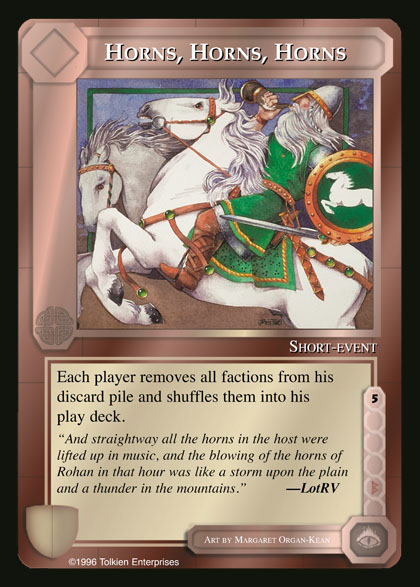 Horns, Horns, Horns
Short-event
Each player removes all factions from his
discard pile and shuffles them into his
play deck.
5
“And straightway all the horns in the host were
lifted up in music, and the blowing of the horns of
Rohan in that hour was like a storm upon the plain
and a thunder in the mountains.” —LotRV
Art by Margaret Organ-Kean
©1996 Tolkien Enterprises